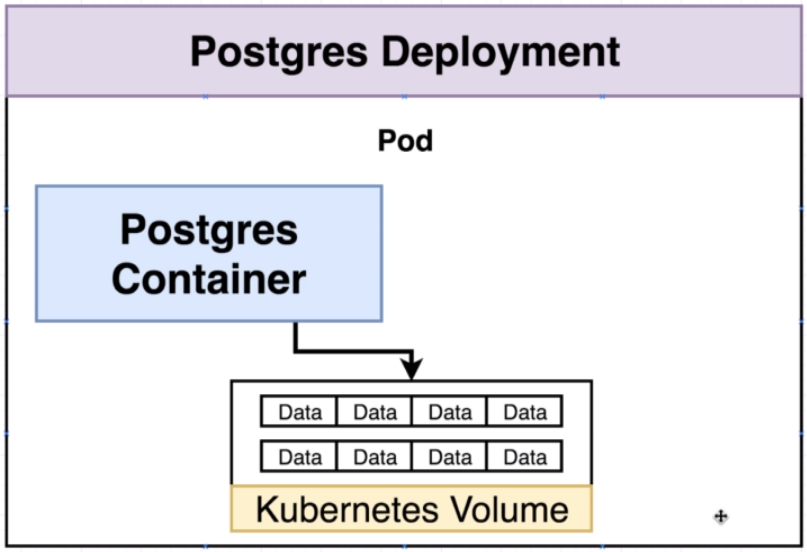 Postgres Deployment
Pod
Postgres
Container
Data Data Data Data
Data Data Data Data
Kubernetes Volume